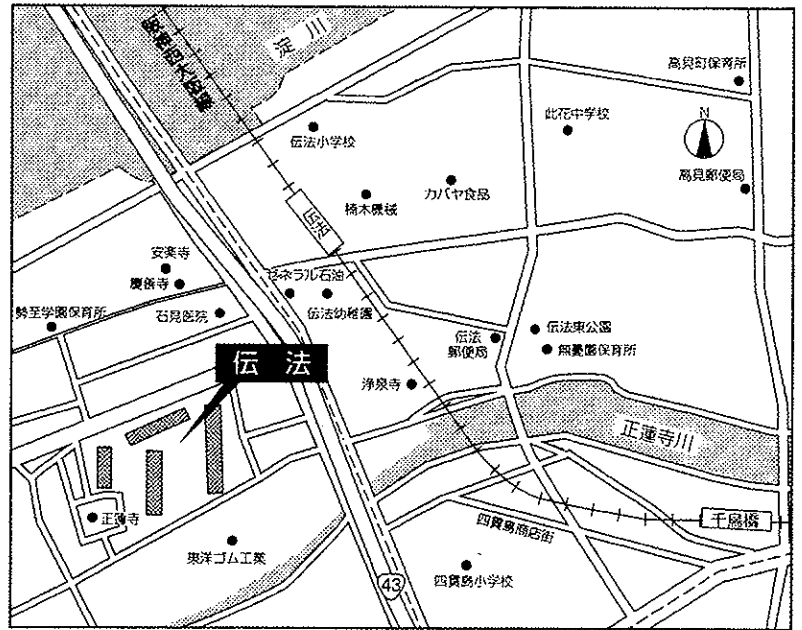 淀川
阪神西大阪線
高見町保育所
此花中学校
伝法小学校
N
高見郵便局
カバヤ食品
楠木機械
伝法
安楽寺
慶善寺
ゼネラル石油
勢至学園保育所
石見医院
伝法幼稚園
伝法東公園
伝法
郵便局
無憂園保育所
伝法
浄泉寺
正蓮寺川
正蓮寺
千鳥橋
四貫島商店街
東洋ゴム工業
43
四貫島小学校